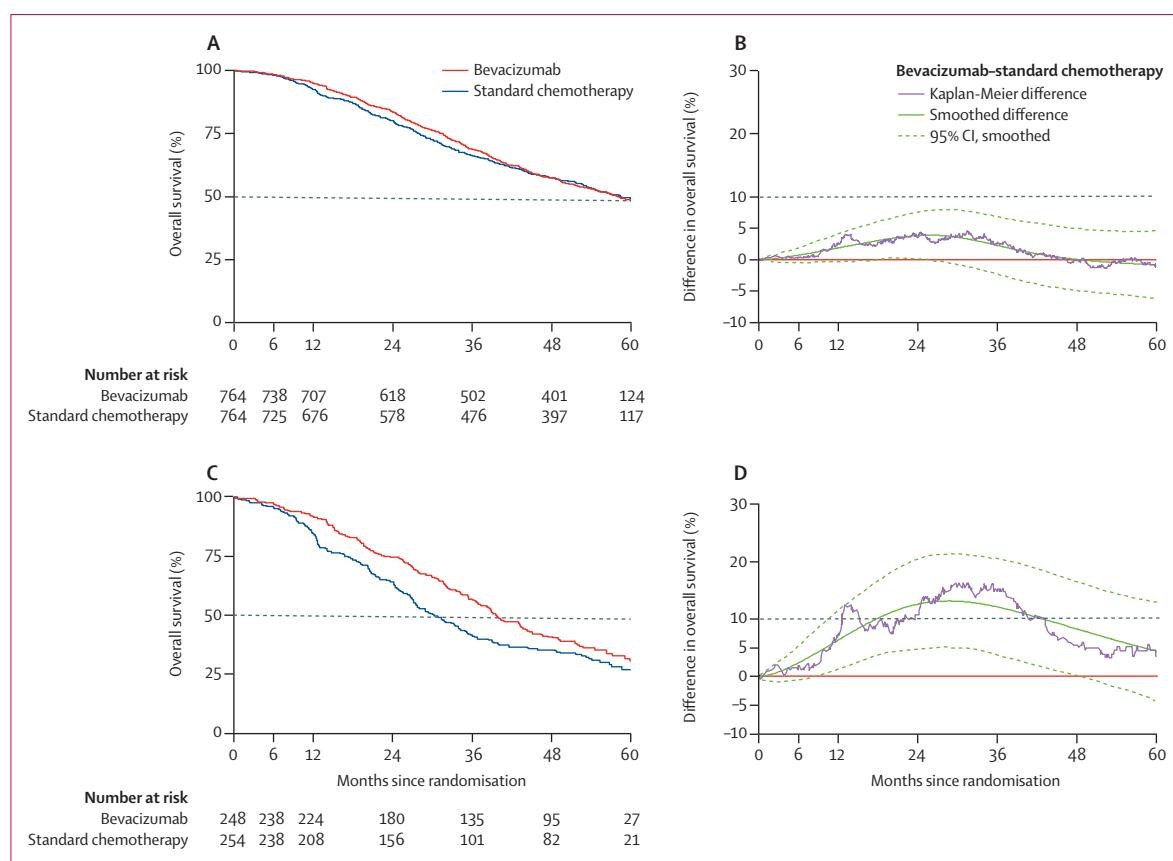 A
100
75
50
25
0
Overall survival (%)
Bevacizumab
Standard chemotherapy
0 6 12 24 36 48 60
Number at risk
Bevacizumab 764 738 707 618 502 401 124
Standard chemotherapy 764 725 676 578 476 397 117
B
30
20
10
5
0
–5
–10
Difference in overall survival (%)
Bevacizumab–standard chemotherapy
Kaplan-Meier difference
Smoothed difference
95% CI, smoothed
0 6 12 24 36 48 60
C
100
75
50
25
0
Overall survival (%)
0 6 12 24 36 48 60
Months since randomisation
Number at risk
Bevacizumab 248 238 224 180 135 95 27
Standard chemotherapy 254 238 208 156 101 82 21
D
30
20
10
5
0
–5
–10
Difference in overall survival (%)
0 6 12 24 36 48 60
Months since randomisation